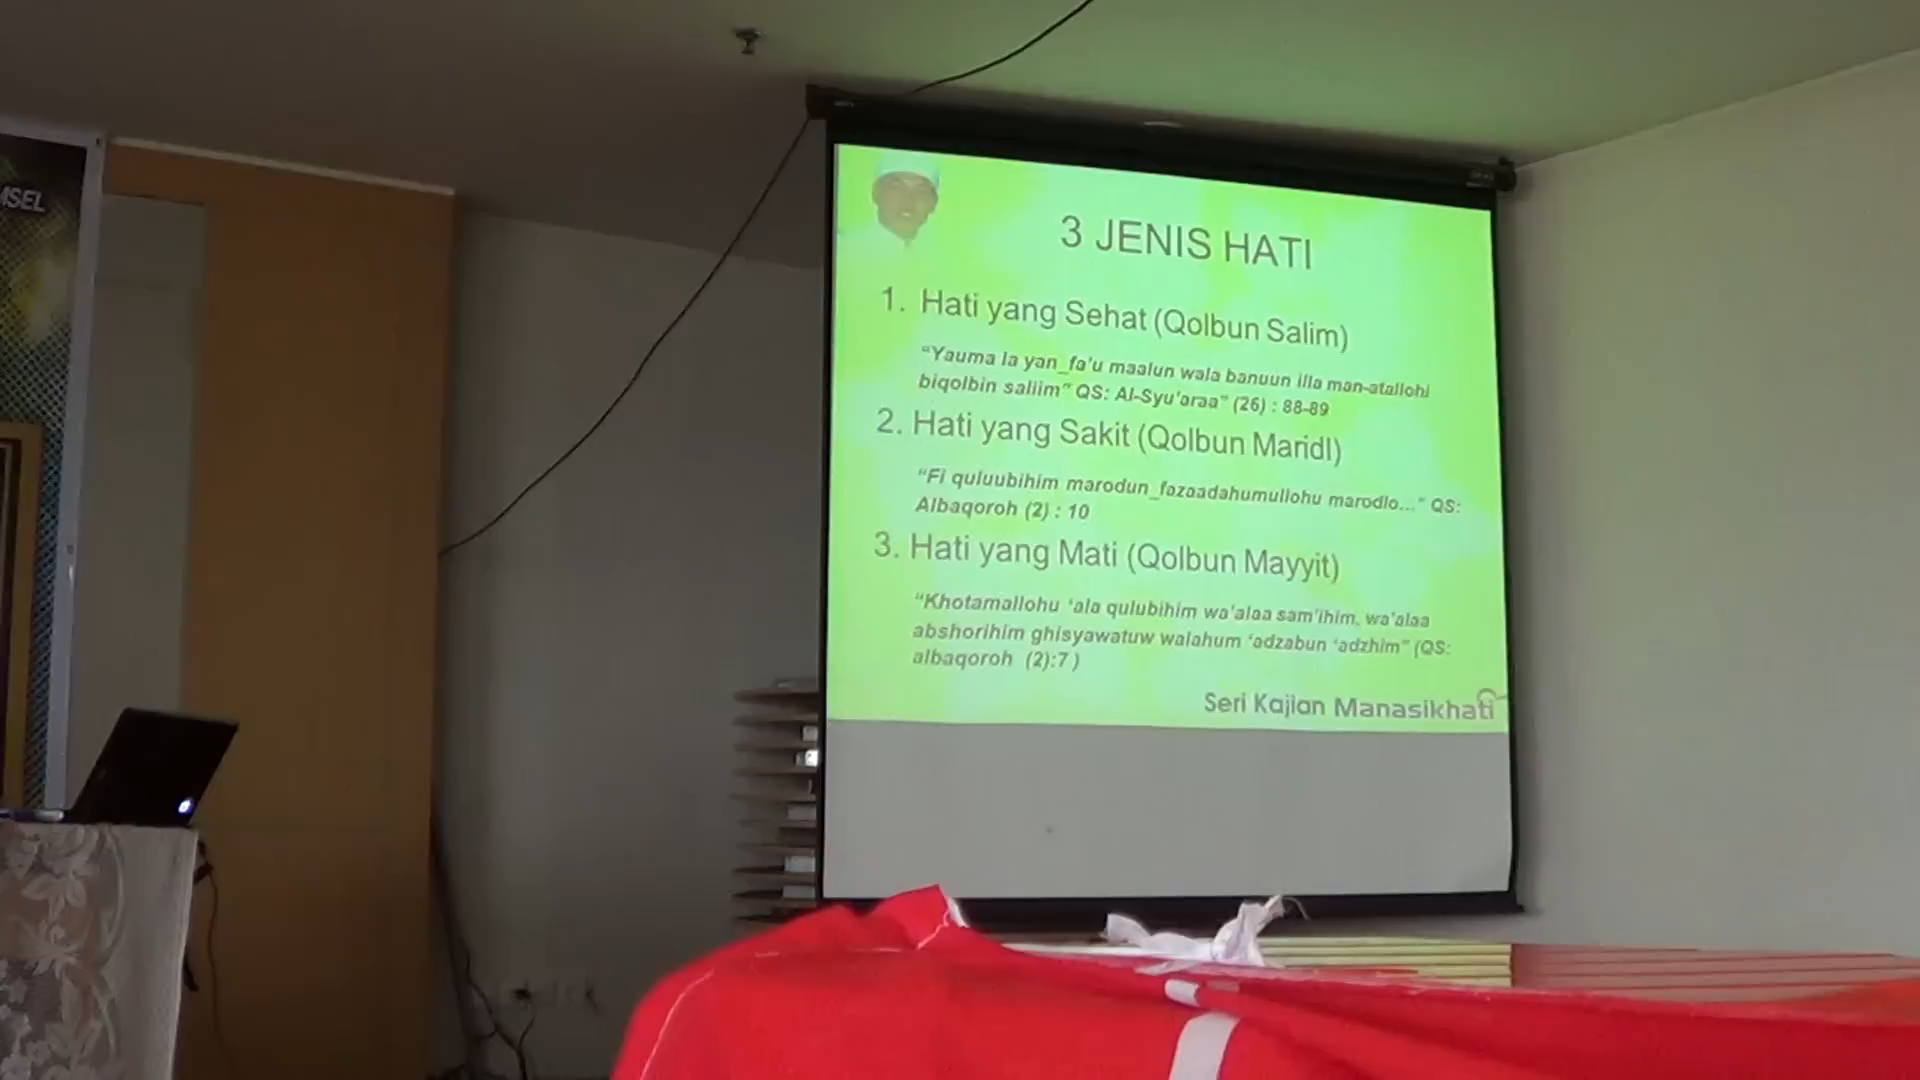 MSEL
3 JENIS HATI
1. Hati yang Sehat (Qolbun Salim)
“Yauma la yan_fa’u maalun wala banuun illa man-atallohi
biqolbin saliim” QS: Al-Syu’araa” (26) : 88-89
2. Hati yang Sakit (Qolbun Maridl)
“Fi quluubihim marodun_fazaadahumullohu marodlo...” QS:
Albaqoroh (2) : 10
3. Hati yang Mati (Qolbun Mayyit)
“Khotamallohu ‘ala qulubihim wa’alaa sam’ihim, wa’alaa
abshorihim ghisyawatuw walahum ‘adzabun ‘adzhim” (QS:
albaqoroh (2):7 )
Seri Kajian Manasikhati